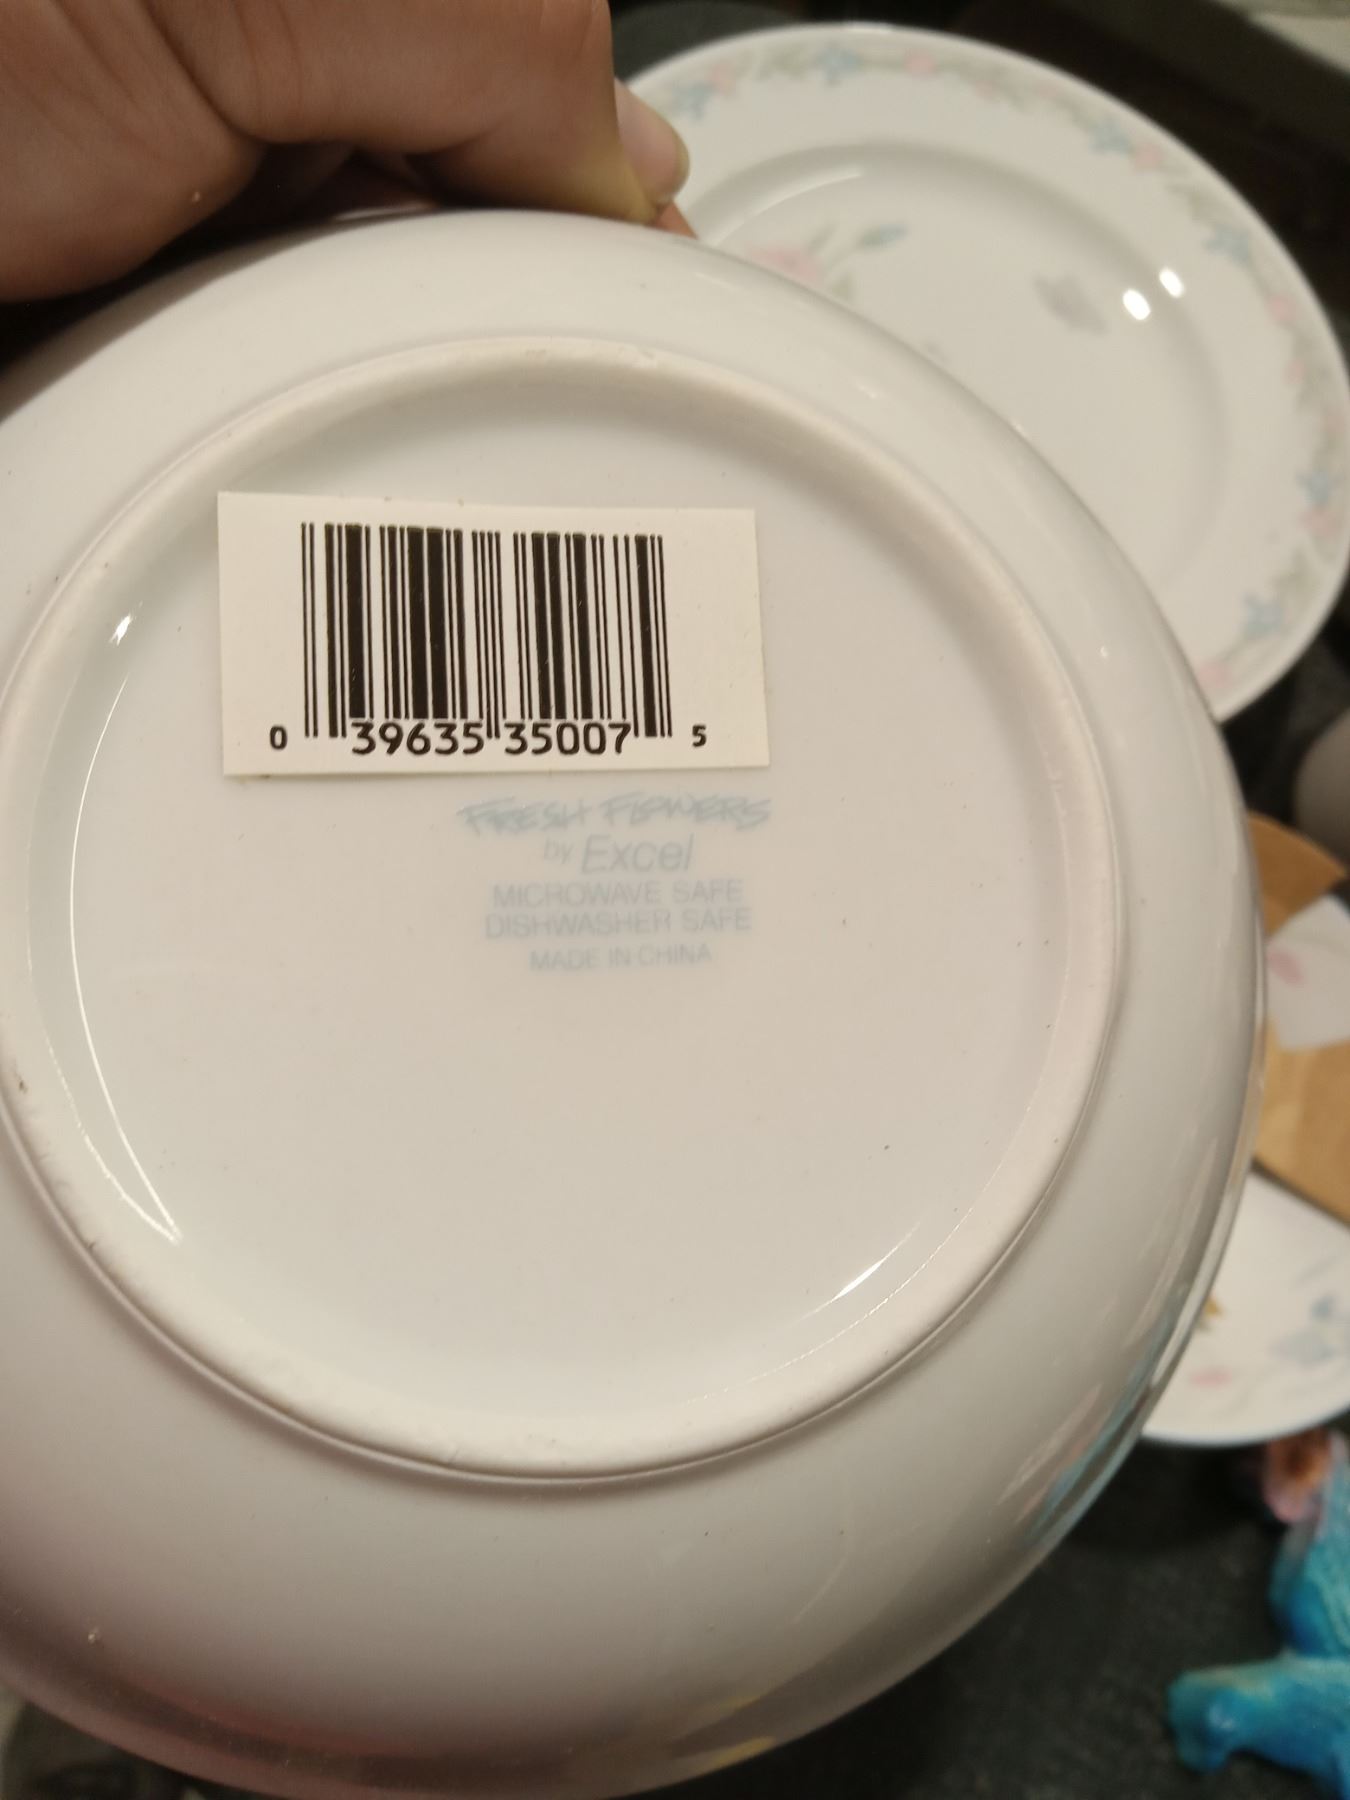 0 39635 35007 5
FRESH FLOWERS
by Excel
MICROWAVE SAFE
DISHWASHER SAFE
MADE IN CHINA